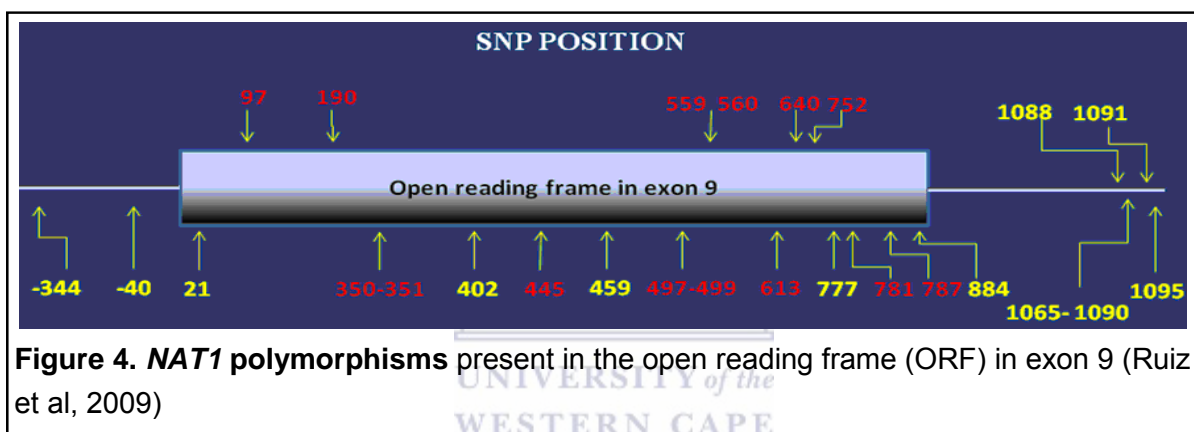 SNP POSITION
97 190 559, 560 640 752 1088 1091
Open reading frame in exon 9
-344 -40 21 350-351 402 445 459 497-499 613 777 781 787 884 1065- 1090 1095
Figure 4. NAT1 polymorphisms present in the open reading frame (ORF) in exon 9 (Ruiz
et al, 2009)
UNIVERSITY of the
WESTERN CAPE